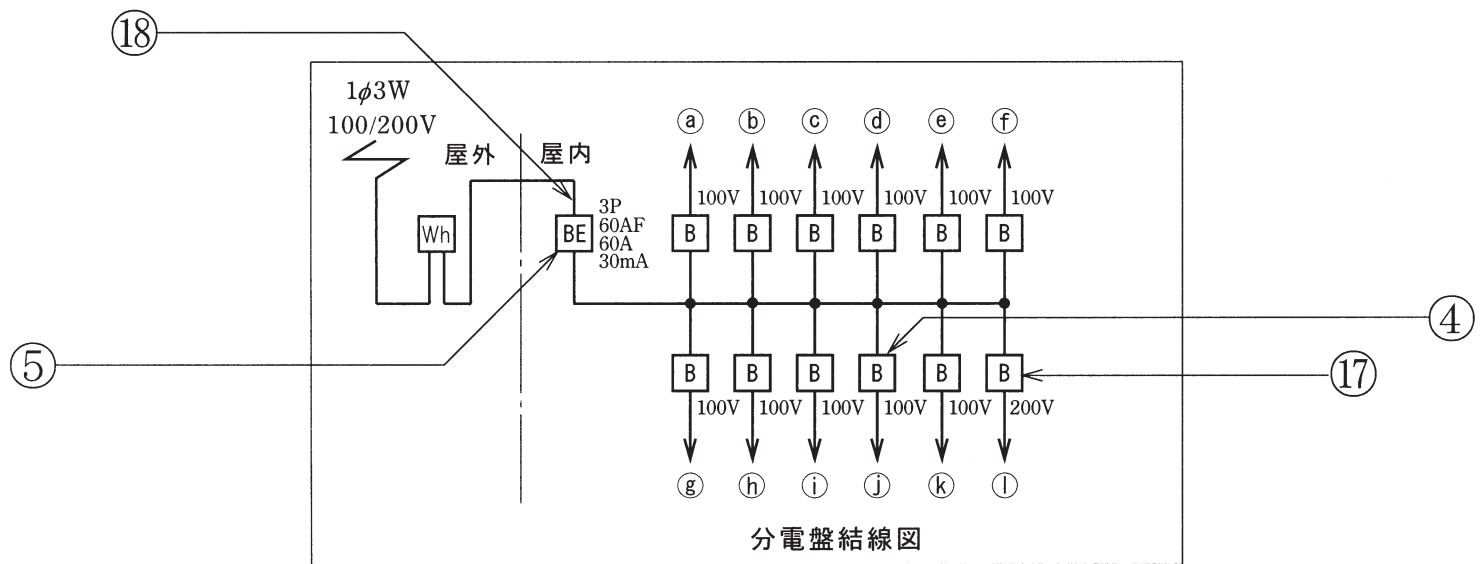 ⑱
1φ3W
100/200V
屋外 屋内
ⓐ ⓑ ⓒ ⓓ ⓔ ⓕ
100V 100V 100V 100V 100V 100V
Wh
BE
3P
60AF
60A
30mA
B B B B B B
④
⑤
B B B B B B
⑰
100V 100V 100V 100V 100V 200V
ⓖ ⓗ ⓘ ⓙ ⓚ ⓛ
分電盤結線図